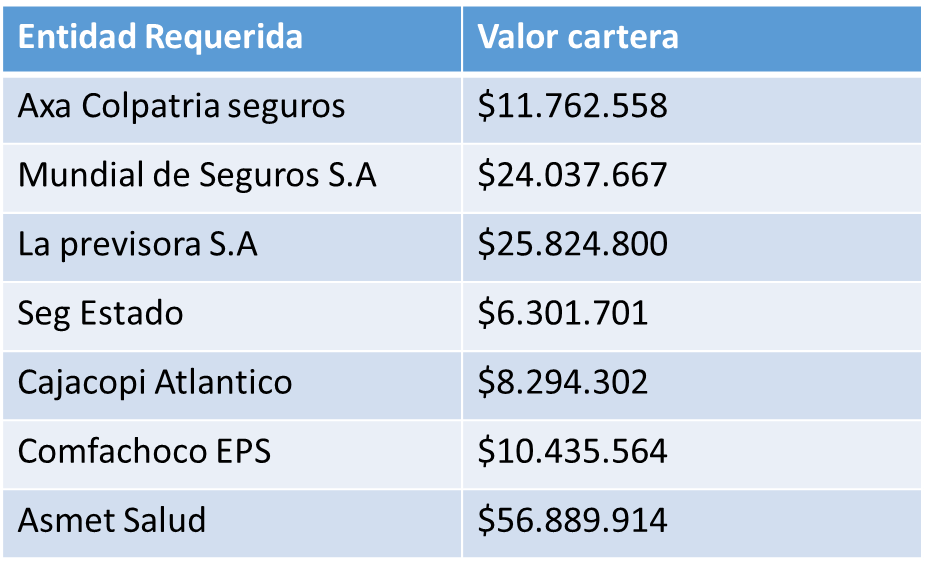 Entidad Requerida Valor cartera
Axa Colpatria seguros $11.762.558
Mundial de Seguros S.A $24.037.667
La previsora S.A $25.824.800
Seg Estado $6.301.701
Cajacopi Atlantico $8.294.302
Comfachoco EPS $10.435.564
Asmet Salud $56.889.914